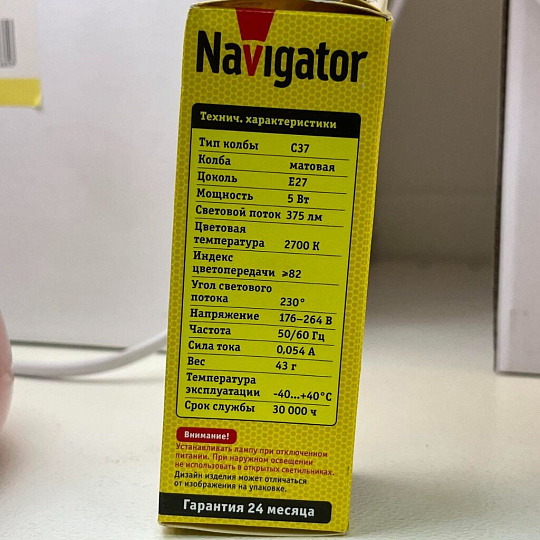 Navigator
Технич. характеристики
Тип колбы C37
Колба матовая
Цоколь E27
Мощность 5 Вт
Световой поток 375 лм
Цветовая
температура 2700 К
Индекс
цветопередачи ≥82
Угол светового
потока 230°
Напряжение 176–264 В
Частота 50/60 Гц
Сила тока 0,054 А
Вес 43 г
Температура
эксплуатации -40...+40°C
Срок службы 30 000 ч
Внимание!
Устанавливать лампу при отключенном
питании. При наружном освещении
не использовать в открытых светильниках.
Дизайн изделия может отличаться
от изображения на упаковке.
Гарантия 24 месяца